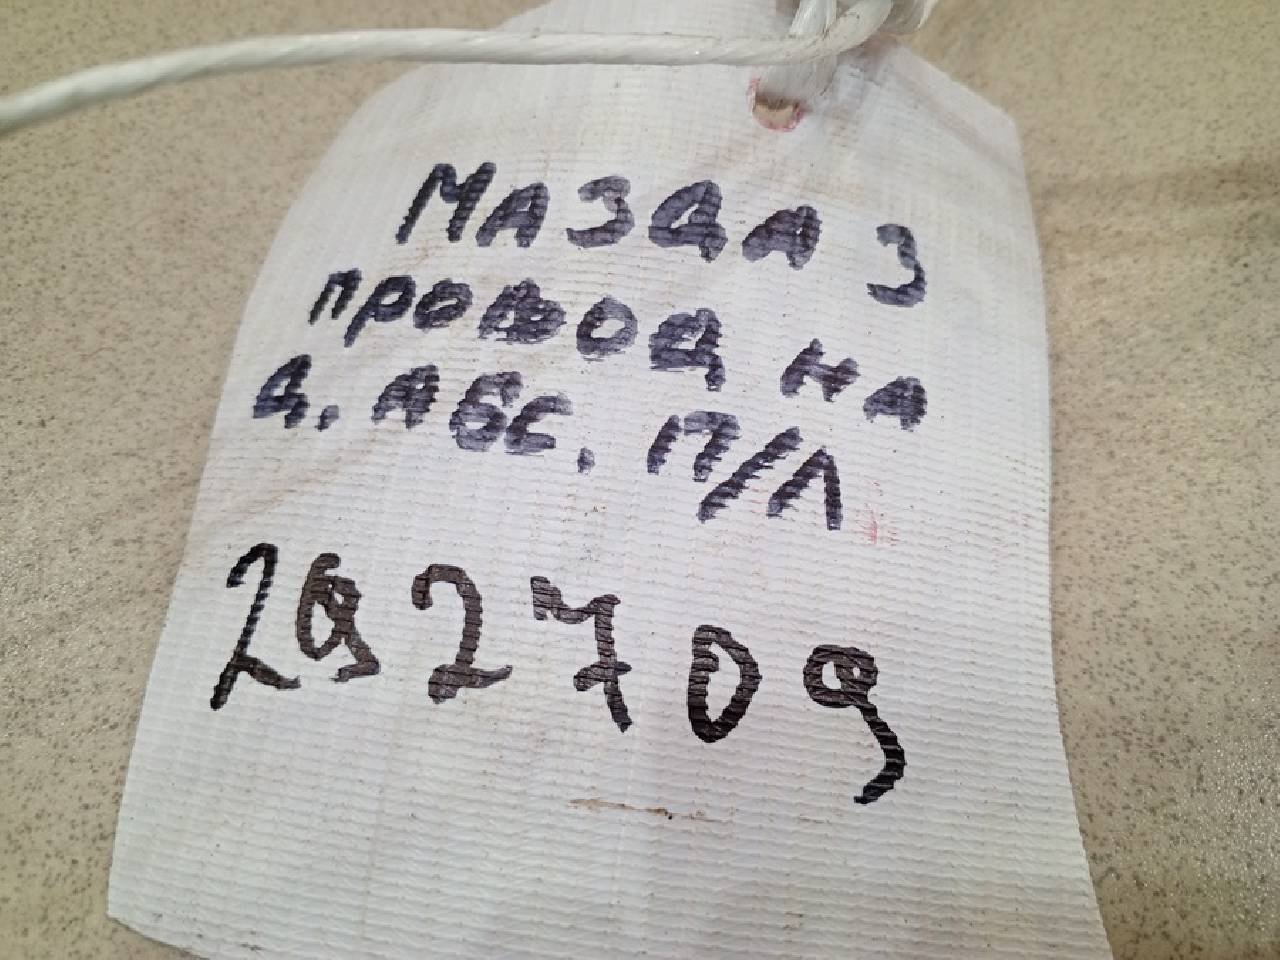 МАЗДА 3
ПРОВОД НА
Д. АБС. П/Л
292709